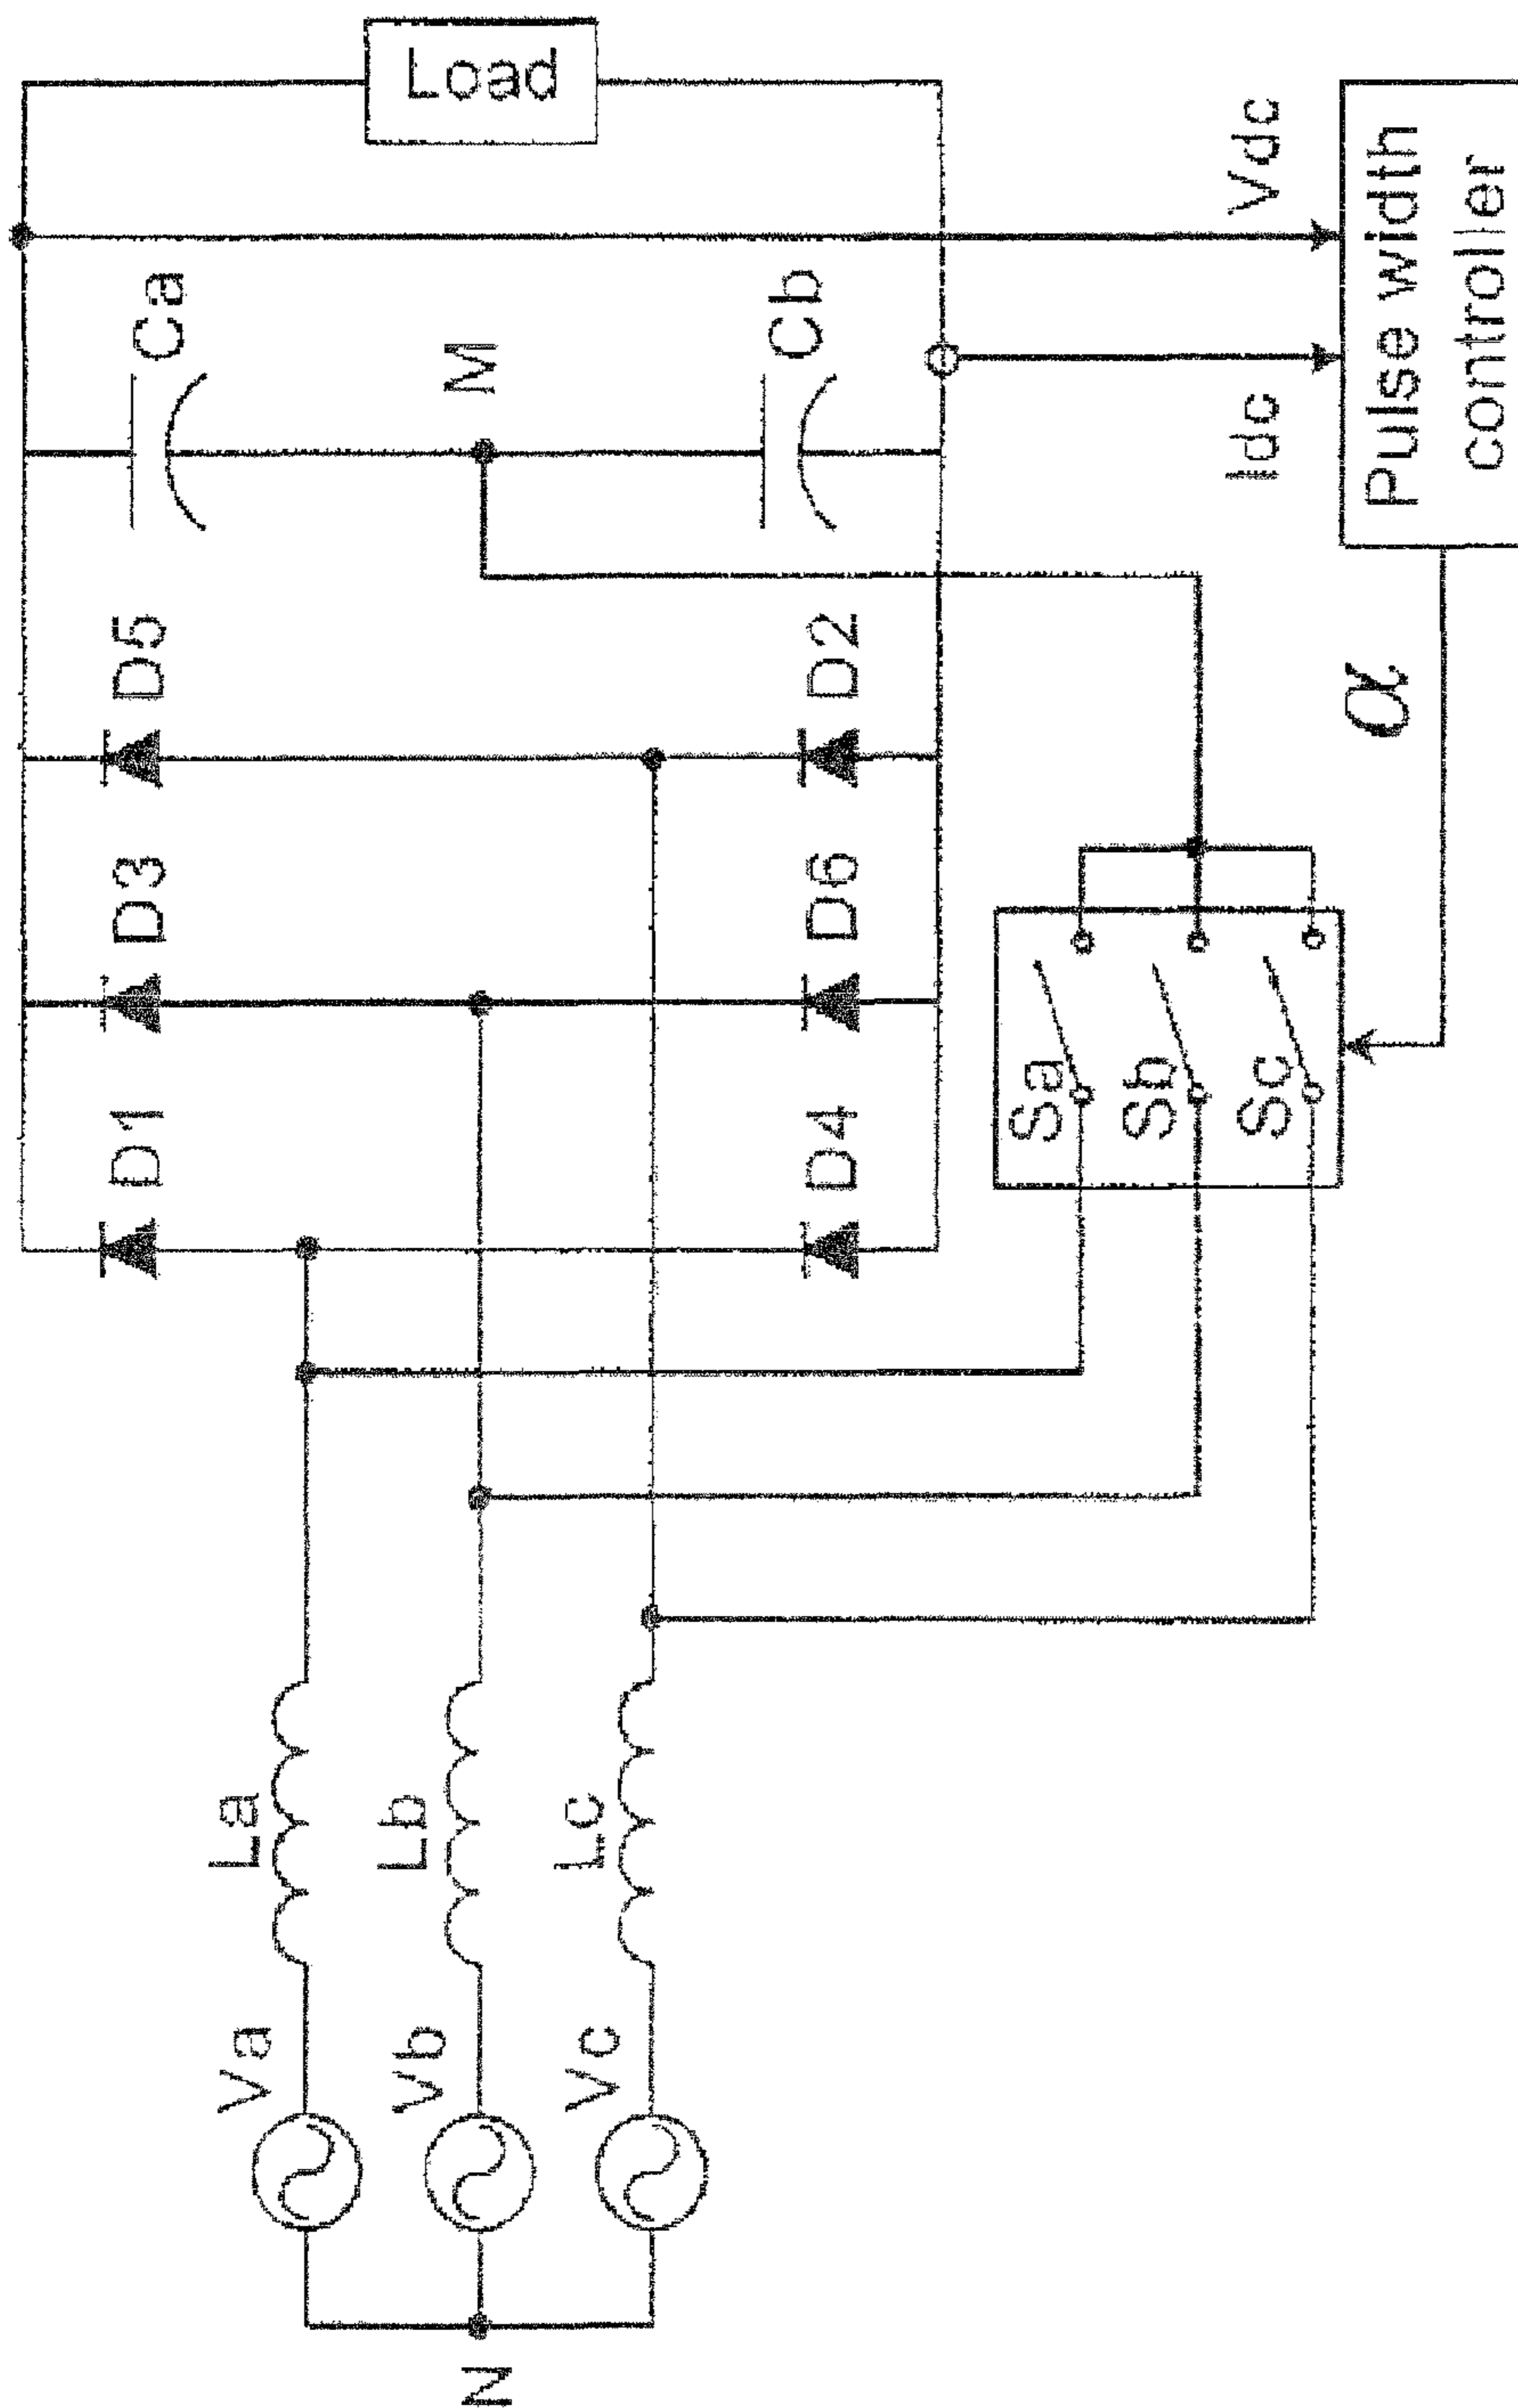 N
Va
Vb
Vc
La
Lb
Lc
D1
D3
D5
D4
D6
D2
Ca
M
Cb
Load
Sa
Sb
Sc
Idc
Vdc
α
Pulse width
controller